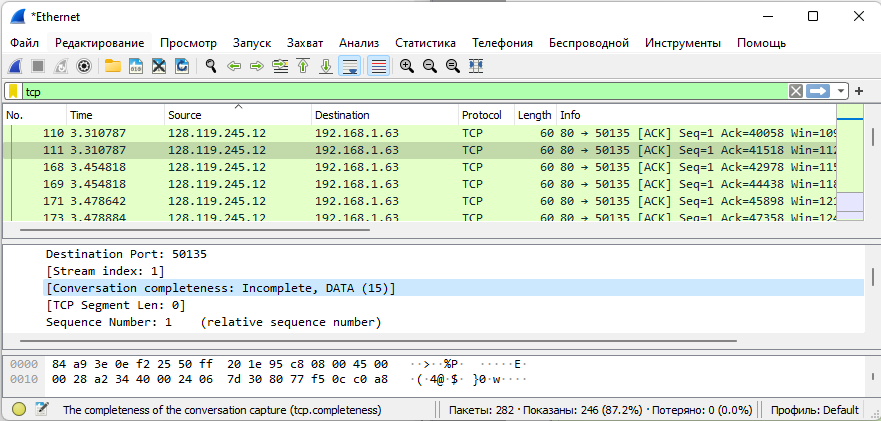 *Ethernet
Файл Редактирование Просмотр Запуск Захват Анализ Статистика Телефония Беспроводной Инструменты Помощь
tcp
No. Time Source Destination Protocol Length Info
110 3.310787 128.119.245.12 192.168.1.63 TCP 60 80 → 50135 [ACK] Seq=1 Ack=40058 Win=109
111 3.310787 128.119.245.12 192.168.1.63 TCP 60 80 → 50135 [ACK] Seq=1 Ack=41518 Win=112
168 3.454818 128.119.245.12 192.168.1.63 TCP 60 80 → 50135 [ACK] Seq=1 Ack=42978 Win=115
169 3.454818 128.119.245.12 192.168.1.63 TCP 60 80 → 50135 [ACK] Seq=1 Ack=44438 Win=118
171 3.478642 128.119.245.12 192.168.1.63 TCP 60 80 → 50135 [ACK] Seq=1 Ack=45898 Win=121
173 3.478884 128.119.245.12 192.168.1.63 TCP 60 80 → 50135 [ACK] Seq=1 Ack=47358 Win=124
Destination Port: 50135
[Stream index: 1]
[Conversation completeness: Incomplete, DATA (15)]
[TCP Segment Len: 0]
Sequence Number: 1 (relative sequence number)
0000 84 a9 3e 0e f2 25 50 ff 20 1e 95 c8 08 00 45 00 ··>··%P· ·····E·
0010 00 28 a2 34 40 00 24 06 7d 30 80 77 f5 0c c0 a8 ·(·4@·$· }0·w····
The completeness of the conversation capture (tcp.completeness) Пакеты: 282 · Показаны: 246 (87.2%) · Потеряно: 0 (0.0%) Профиль: Default